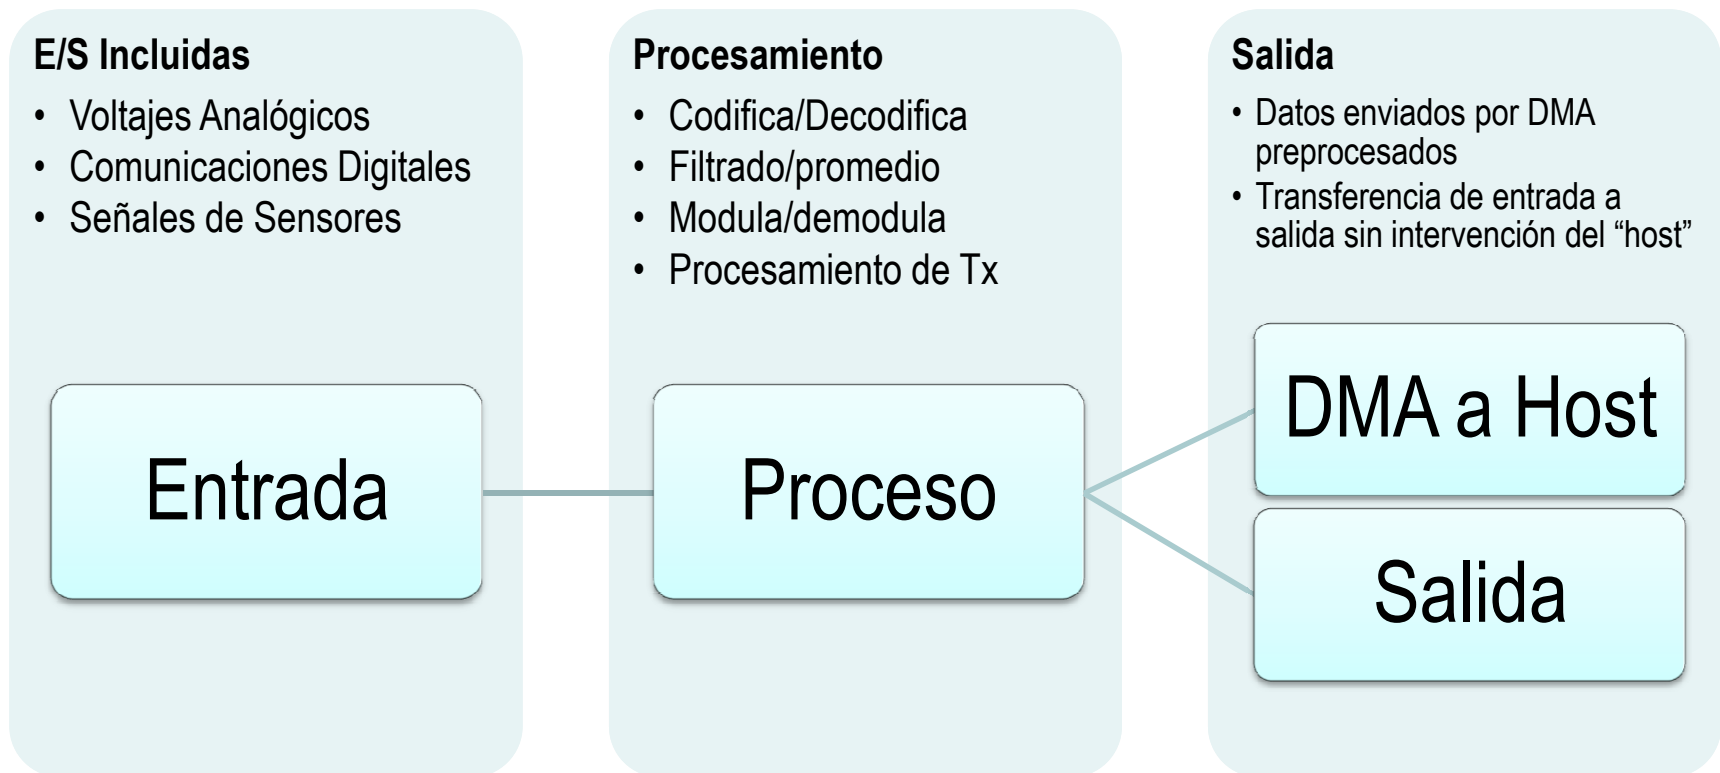 E/S Incluidas
• Voltajes Analógicos
• Comunicaciones Digitales
• Señales de Sensores
Entrada
Procesamiento
• Codifica/Decodifica
• Filtrado/promedio
• Modula/demodula
• Procesamiento de Tx
Proceso
Salida
• Datos enviados por DMA
preprocesados
• Transferencia de entrada a
salida sin intervención del “host”
DMA a Host
Salida